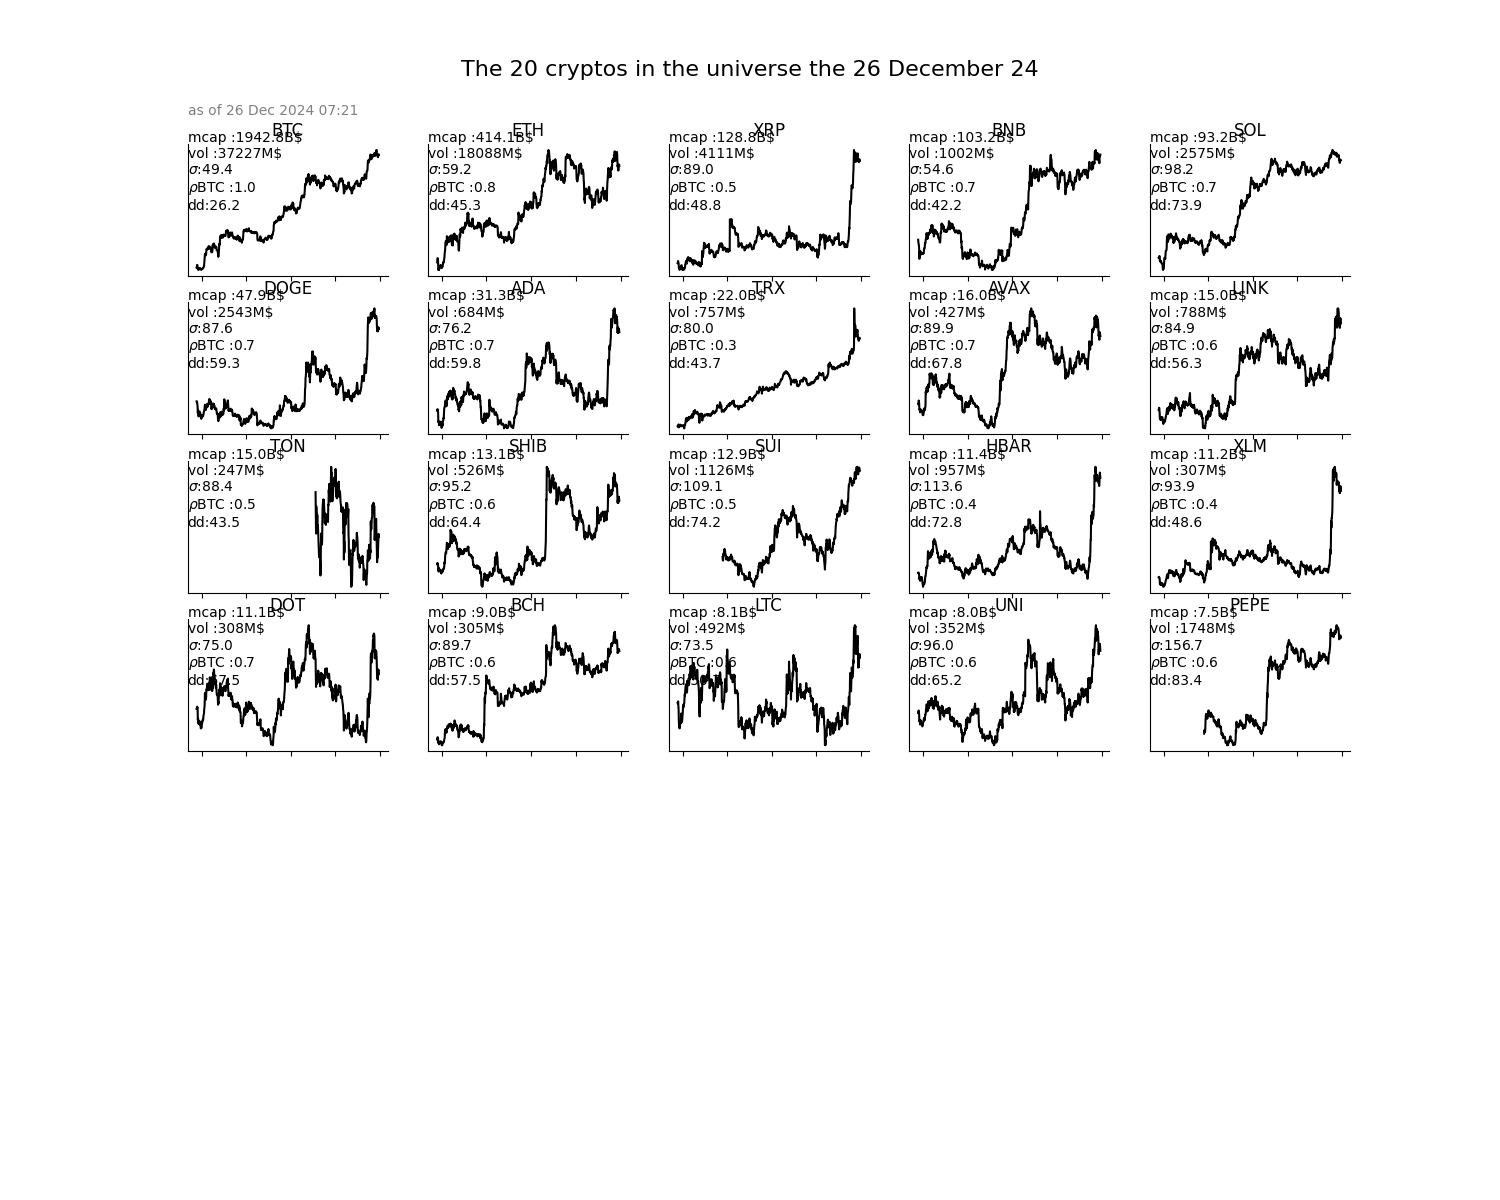 The 20 cryptos in the universe the 26 December 24
as of 26 Dec 2024 07:21
BTC
mcap :1942.8B$
vol :37227M$
σ:49.4
ρBTC :1.0
dd:26.2
ETH
mcap :414.1B$
vol :18088M$
σ:59.2
ρBTC :0.8
dd:45.3
XRP
mcap :128.8B$
vol :4111M$
σ:89.0
ρBTC :0.5
dd:48.8
BNB
mcap :103.2B$
vol :1002M$
σ:54.6
ρBTC :0.7
dd:42.2
SOL
mcap :93.2B$
vol :2575M$
σ:98.2
ρBTC :0.7
dd:73.9
DOGE
mcap :47.9B$
vol :2543M$
σ:87.6
ρBTC :0.7
dd:59.3
ADA
mcap :31.3B$
vol :684M$
σ:76.2
ρBTC :0.7
dd:59.8
TRX
mcap :22.0B$
vol :757M$
σ:80.0
ρBTC :0.3
dd:43.7
AVAX
mcap :16.0B$
vol :427M$
σ:89.9
ρBTC :0.7
dd:67.8
LINK
mcap :15.0B$
vol :788M$
σ:84.9
ρBTC :0.6
dd:56.3
TON
mcap :15.0B$
vol :247M$
σ:88.4
ρBTC :0.5
dd:43.5
SHIB
mcap :13.1B$
vol :526M$
σ:95.2
ρBTC :0.6
dd:64.4
SUI
mcap :12.9B$
vol :1126M$
σ:109.1
ρBTC :0.5
dd:74.2
HBAR
mcap :11.4B$
vol :957M$
σ:113.6
ρBTC :0.4
dd:72.8
XLM
mcap :11.2B$
vol :307M$
σ:93.9
ρBTC :0.4
dd:48.6
DOT
mcap :11.1B$
vol :308M$
σ:75.0
ρBTC :0.7
BCH
mcap :9.0B$
vol :305M$
σ:89.7
ρBTC :0.6
dd:57.5
LTC
mcap :8.1B$
vol :492M$
σ:73.5
ρBTC :0.6
UNI
mcap :8.0B$
vol :352M$
σ:96.0
ρBTC :0.6
dd:65.2
PEPE
mcap :7.5B$
vol :1748M$
σ:156.7
ρBTC :0.6
dd:83.4